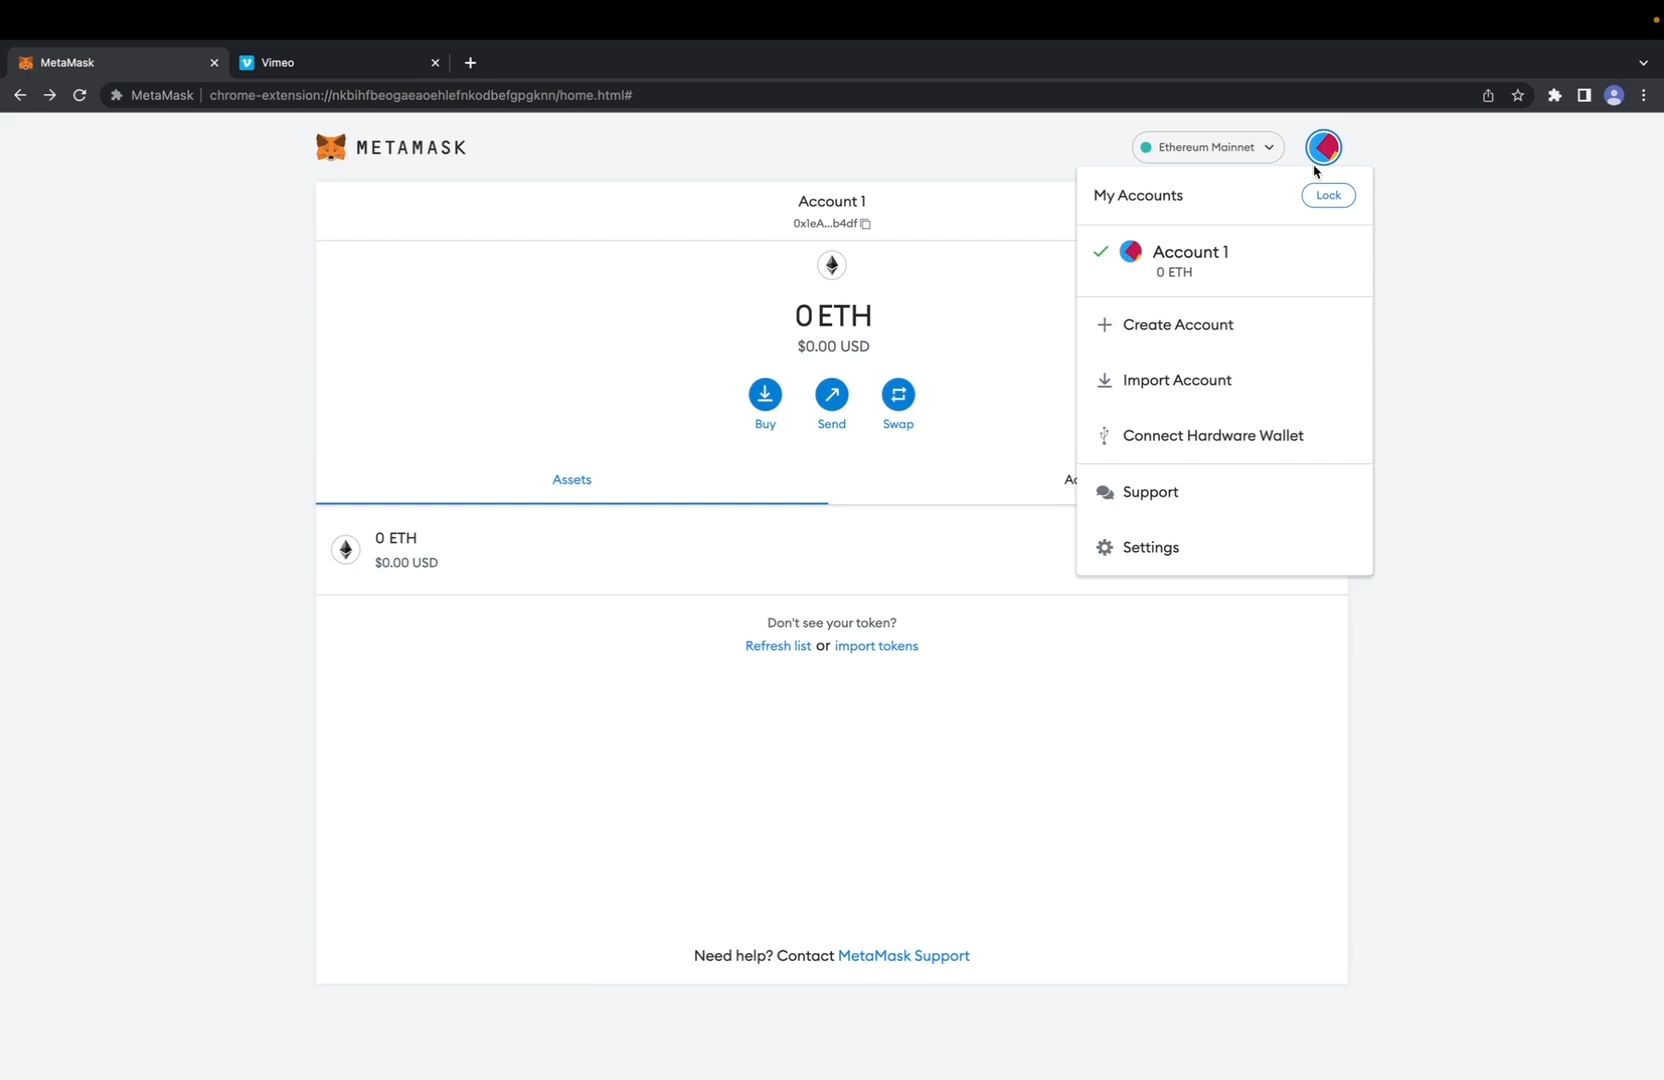 MetaMask
Vimeo
MetaMask | chrome-extension://nkbihfbeogaeaoehlefnkodbefgpgknn/home.html#
METAMASK
Ethereum Mainnet
My Accounts
Lock
Account 1
0x1eA...b4df
Account 1
0 ETH
0 ETH
$0.00 USD
Create Account
Import Account
Buy
Send
Swap
Connect Hardware Wallet
Assets
Ac
Support
Settings
0 ETH
$0.00 USD
Don't see your token?
Refresh list or import tokens
Need help? Contact MetaMask Support